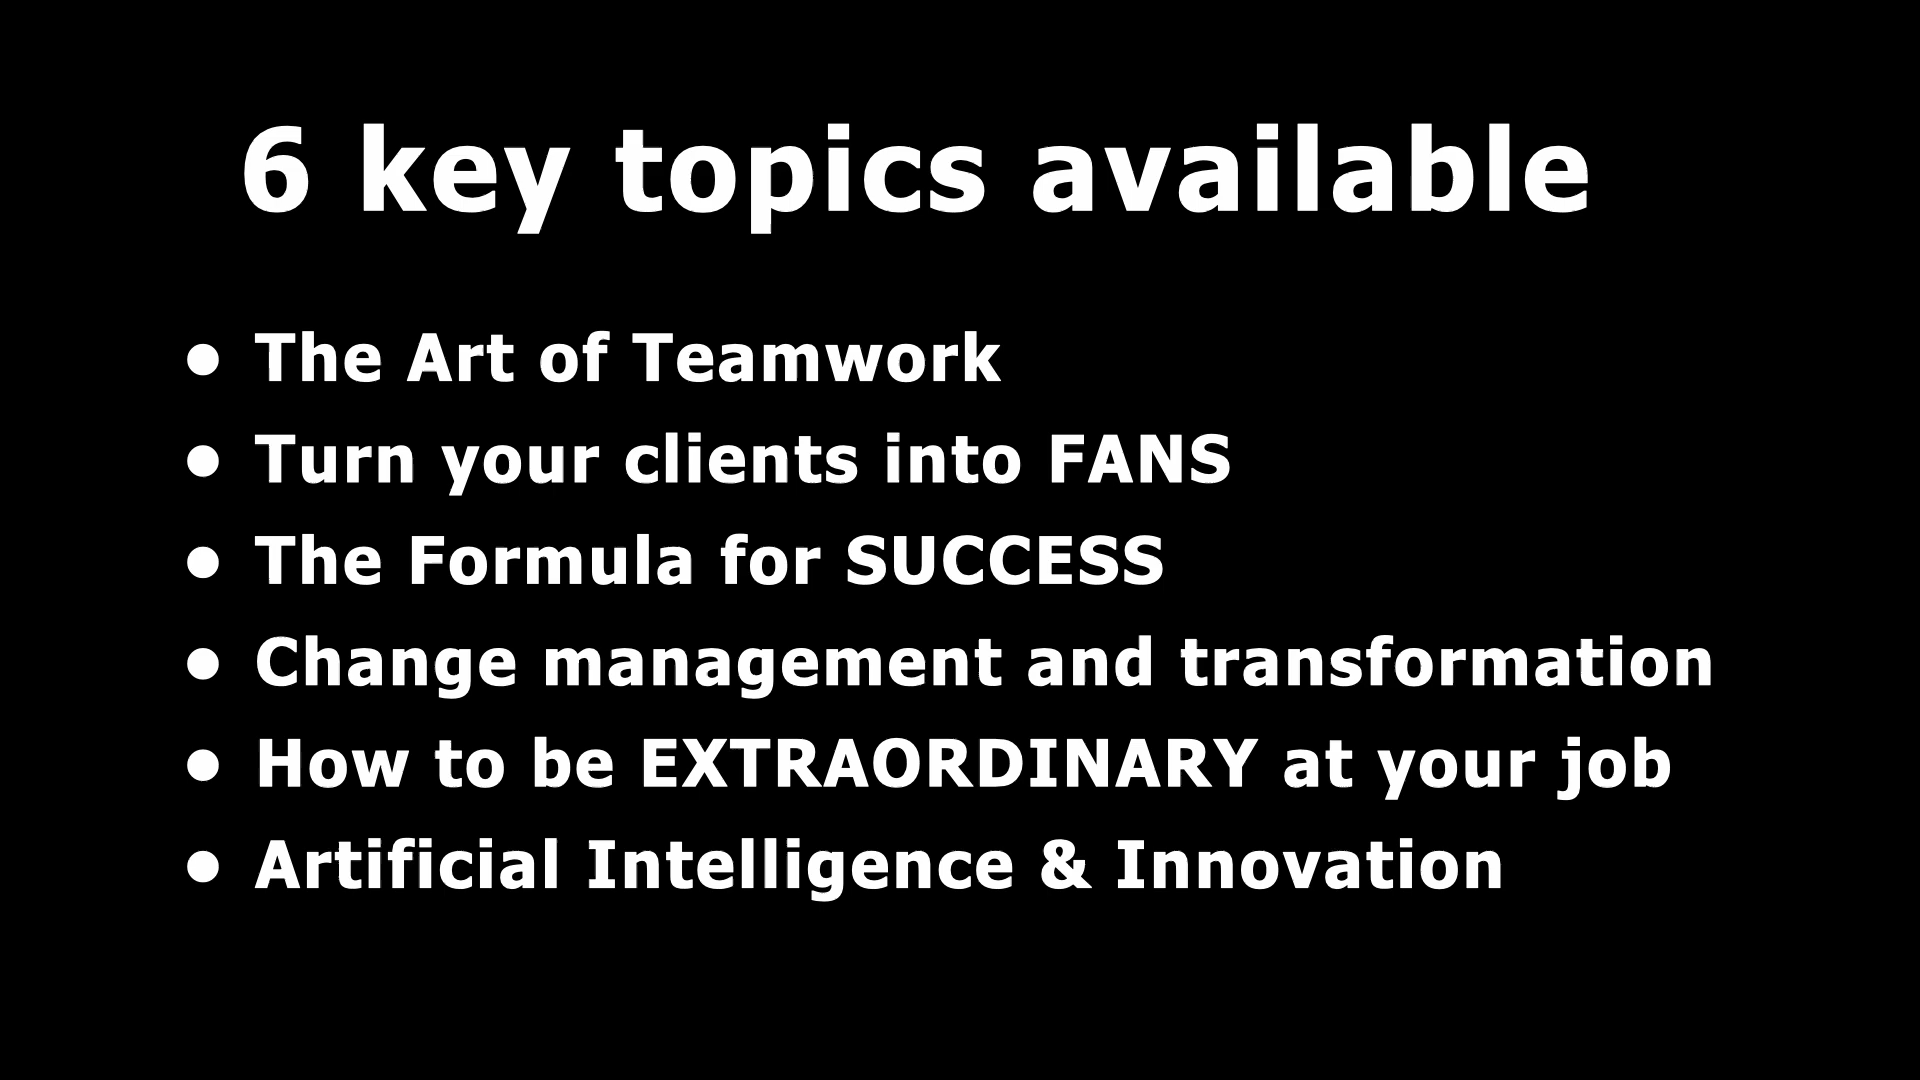 6 key topics available
• The Art of Teamwork
• Turn your clients into FANS
• The Formula for SUCCESS
• Change management and transformation
• How to be EXTRAORDINARY at your job
• Artificial Intelligence & Innovation